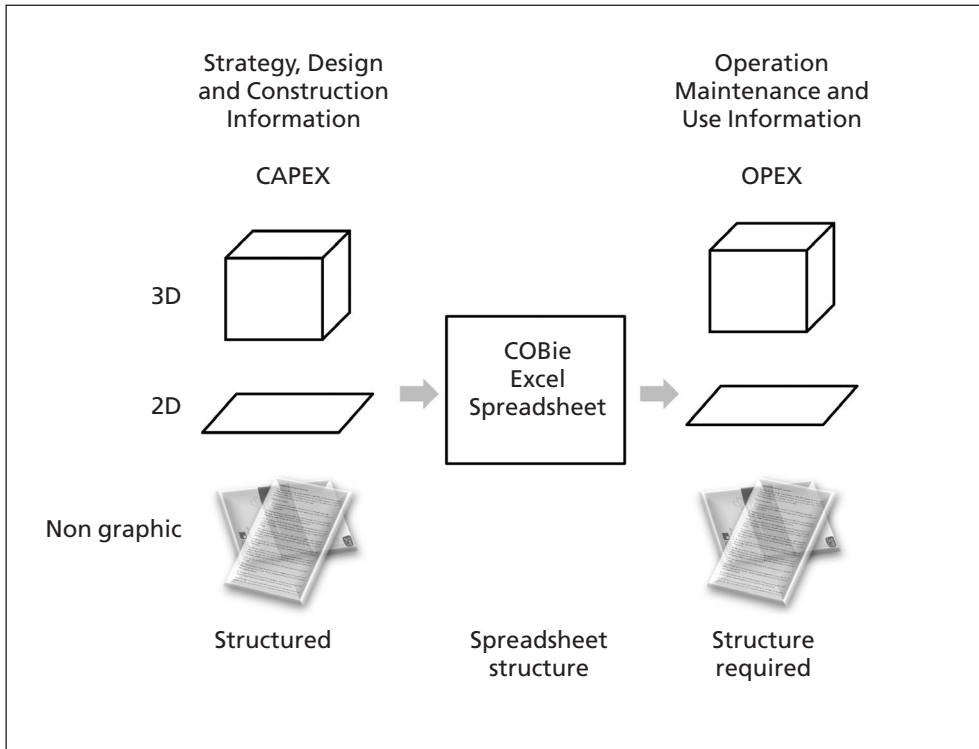 Strategy, Design
and Construction
Information
Operation
Maintenance and
Use Information
CAPEX
OPEX
3D
COBie
Excel
Spreadsheet
2D
Non graphic
Structured
Spreadsheet
structure
Structure
required